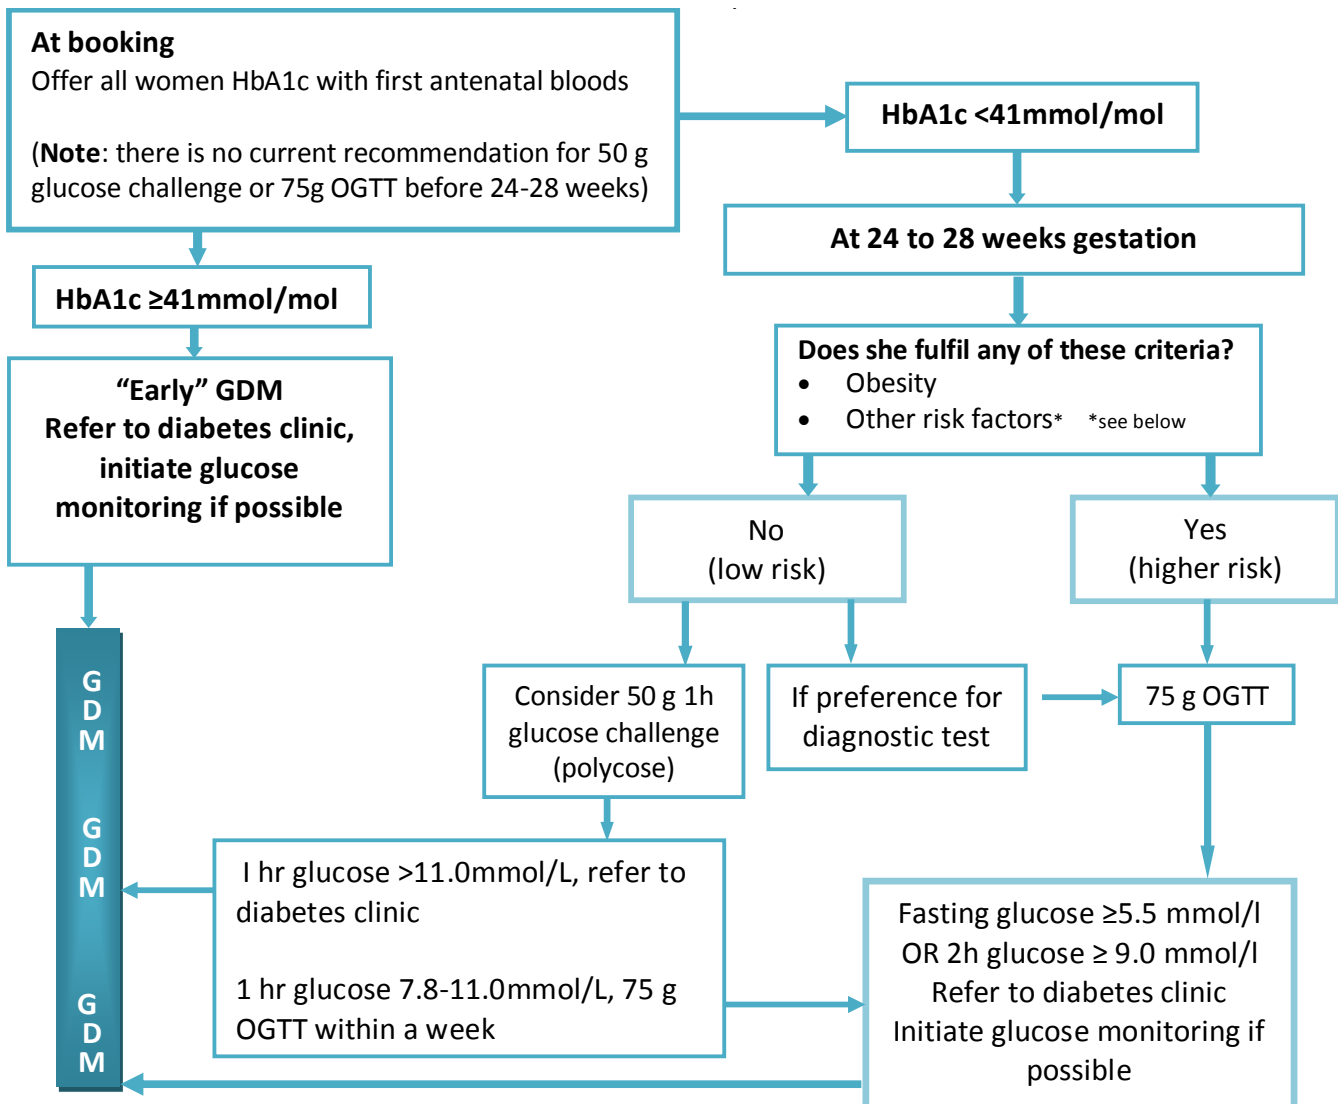 At booking
Offer all women HbA1c with first antenatal bloods
(Note: there is no current recommendation for 50 g
glucose challenge or 75g OGTT before 24-28 weeks)
HbA1c <41mmol/mol
At 24 to 28 weeks gestation
HbA1c ≥41mmol/mol
Does she fulfil any of these criteria?
• Obesity
• Other risk factors* *see below
“Early” GDM
Refer to diabetes clinic,
initiate glucose
monitoring if possible
No
(low risk)
Yes
(higher risk)
Consider 50 g 1h
glucose challenge
(polycose)
If preference for
diagnostic test
75 g OGTT
G
D
M
G
D
M
G
D
M
I hr glucose >11.0mmol/L, refer to
diabetes clinic
1 hr glucose 7.8-11.0mmol/L, 75 g
OGTT within a week
Fasting glucose ≥5.5 mmol/l
OR 2h glucose ≥ 9.0 mmol/l
Refer to diabetes clinic
Initiate glucose monitoring if
possible